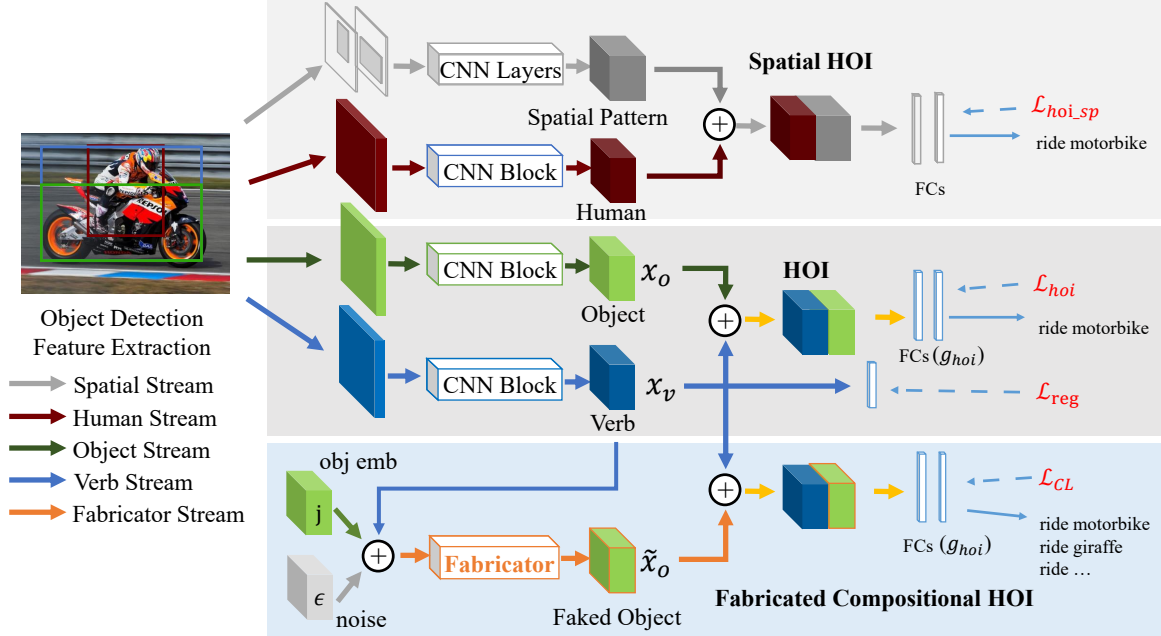 CNN Layers
Spatial Pattern
Spatial HOI
ℒhoi_sp
ride motorbike
FCs
CNN Block
Human
REPSOL
Object Detection
Feature Extraction
Spatial Stream
Human Stream
Object Stream
Verb Stream
Fabricator Stream
CNN Block
Object
xₒ
HOI
ℒhoi
ride motorbike
FCs (g_hoi)
CNN Block
Verb
xᵥ
ℒreg
obj emb
j
ϵ
noise
Fabricator
Faked Object
x̃ₒ
ℒCL
ride motorbike
ride giraffe
ride ...
FCs (g_hoi)
Fabricated Compositional HOI